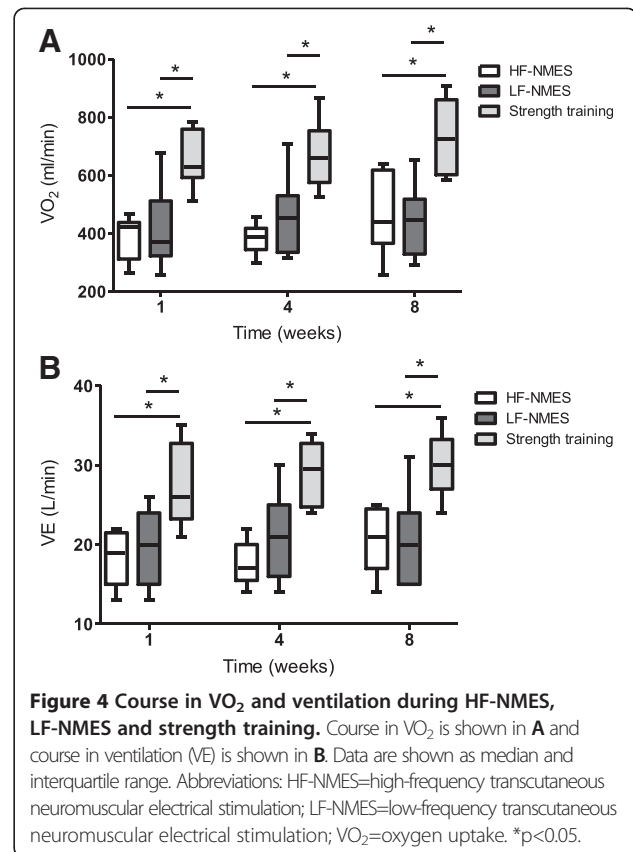 A
*
*
*
*
*
*
1000
800
600
400
200
VO₂ (ml/min)
HF-NMES
LF-NMES
Strength training
1
4
8
Time (weeks)
B
*
*
*
*
*
*
40
30
20
10
VE (L/min)
HF-NMES
LF-NMES
Strength training
1
4
8
Time (weeks)
Figure 4 Course in VO₂ and ventilation during HF-NMES,
LF-NMES and strength training. Course in VO₂ is shown in A and
course in ventilation (VE) is shown in B. Data are shown as median and
interquartile range. Abbreviations: HF-NMES=high-frequency transcutaneous
neuromuscular electrical stimulation; LF-NMES=low-frequency transcutaneous
neuromuscular electrical stimulation; VO₂=oxygen uptake. *p<0.05.